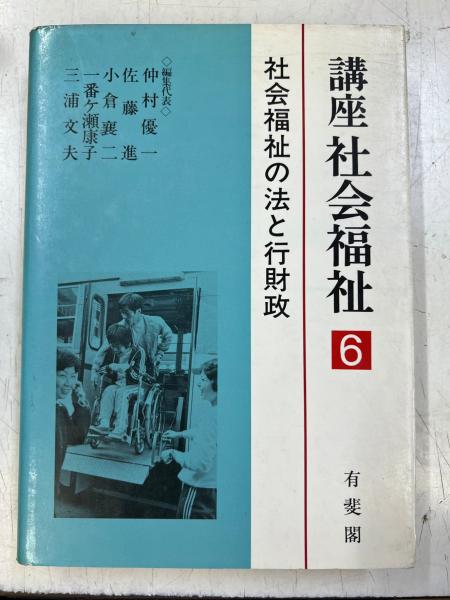 講座 社会福祉 6
社会福祉の法と行財政
◇編集代表◇
仲村優一
佐藤進
小倉襄二
一番ケ瀬康子
三浦文夫
有斐閣